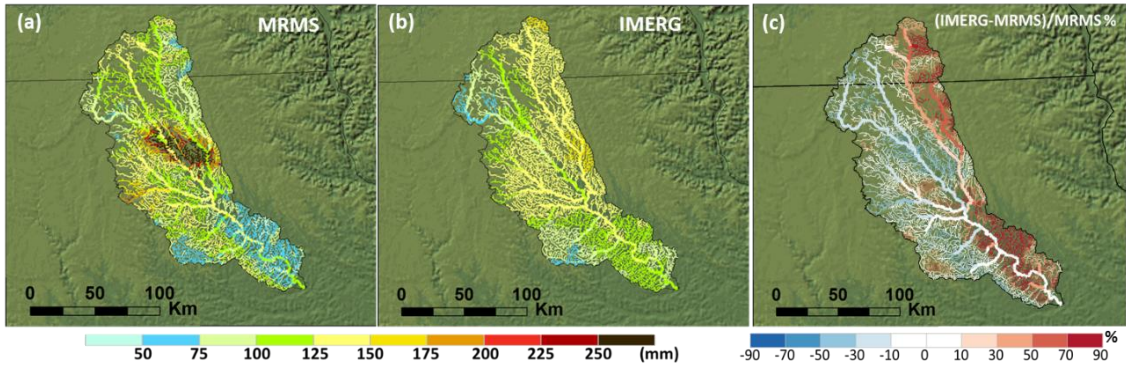 (a) MRMS
(b) IMERG
(c) (IMERG-MRMS)/MRMS %
0 50 100
Km
0 50 100
Km
0 50 100
Km
50 75 100 125 150 175 200 225 250 (mm)
%
-90 -70 -50 -30 -10 0 10 30 50 70 90